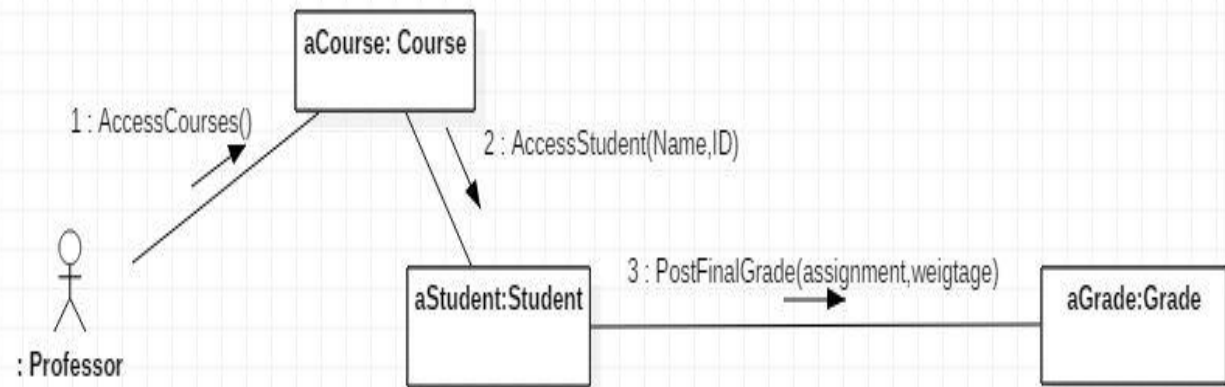 aCourse: Course
1 : AccessCourses()
2 : AccessStudent(Name,ID)
3 : PostFinalGrade(assignment,weigtage)
aStudent:Student
aGrade:Grade
: Professor